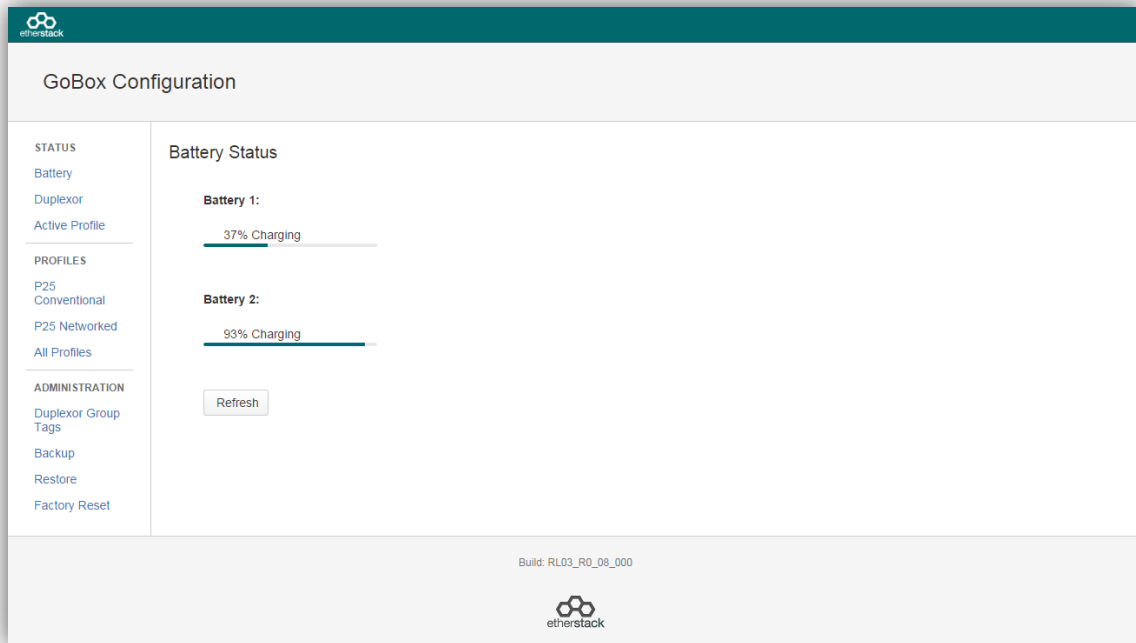 etherstack
GoBox Configuration
STATUS
Battery
Duplexor
Active Profile
PROFILES
P25
Conventional
P25 Networked
All Profiles
ADMINISTRATION
Duplexor Group
Tags
Backup
Restore
Factory Reset
Battery Status
Battery 1:
37% Charging
Battery 2:
93% Charging
Refresh
Build: RL03_R0_08_000
etherstack